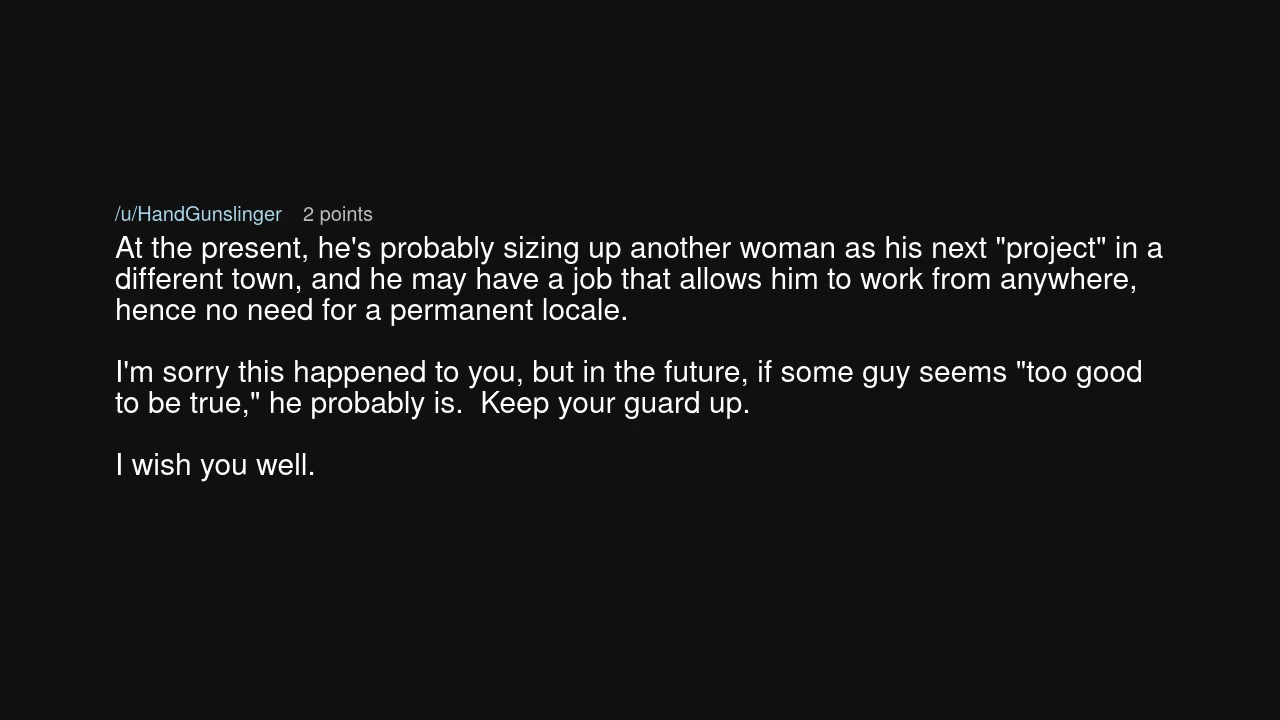 /u/HandGunslinger 2 points
At the present, he's probably sizing up another woman as his next "project" in a
different town, and he may have a job that allows him to work from anywhere,
hence no need for a permanent locale.
I'm sorry this happened to you, but in the future, if some guy seems "too good
to be true," he probably is.  Keep your guard up.
I wish you well.